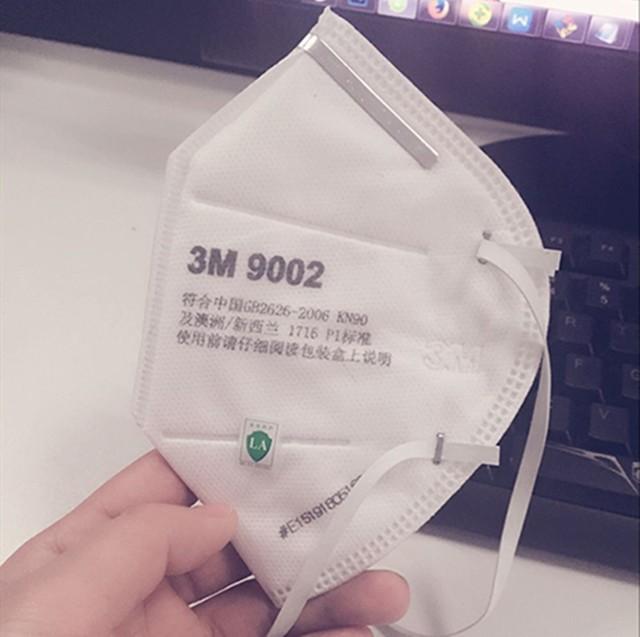 3M 9002
符合中国GB2626-2006 KN90
及澳洲/新西兰 1716 P1标准
使用前请仔细阅读包装盒上说明
3M
LA